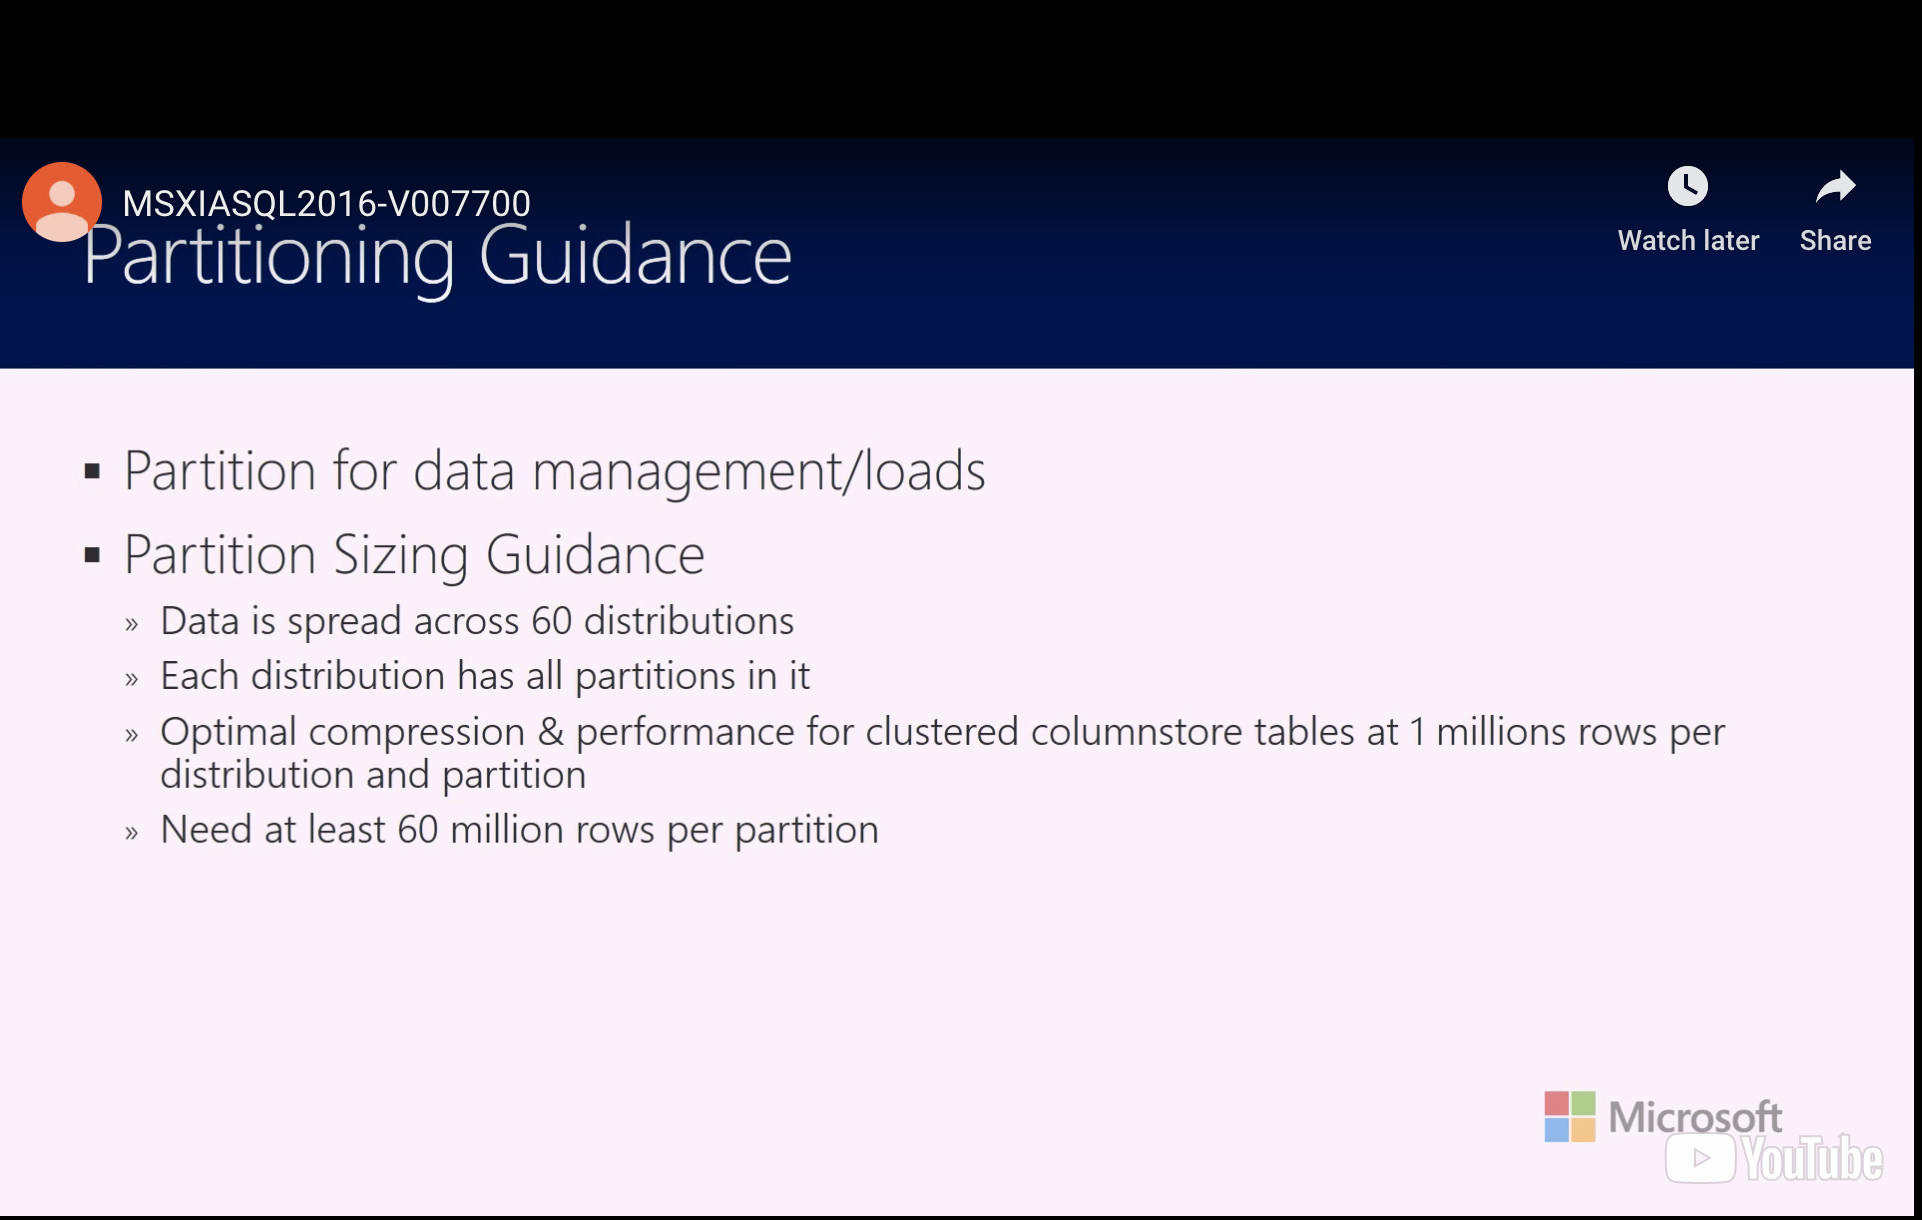 MSXIASQL2016-V007700
Watch later
Share
Partitioning Guidance
▪ Partition for data management/loads
▪ Partition Sizing Guidance
» Data is spread across 60 distributions
» Each distribution has all partitions in it
» Optimal compression & performance for clustered columnstore tables at 1 millions rows per
distribution and partition
» Need at least 60 million rows per partition
Microsoft
YouTube